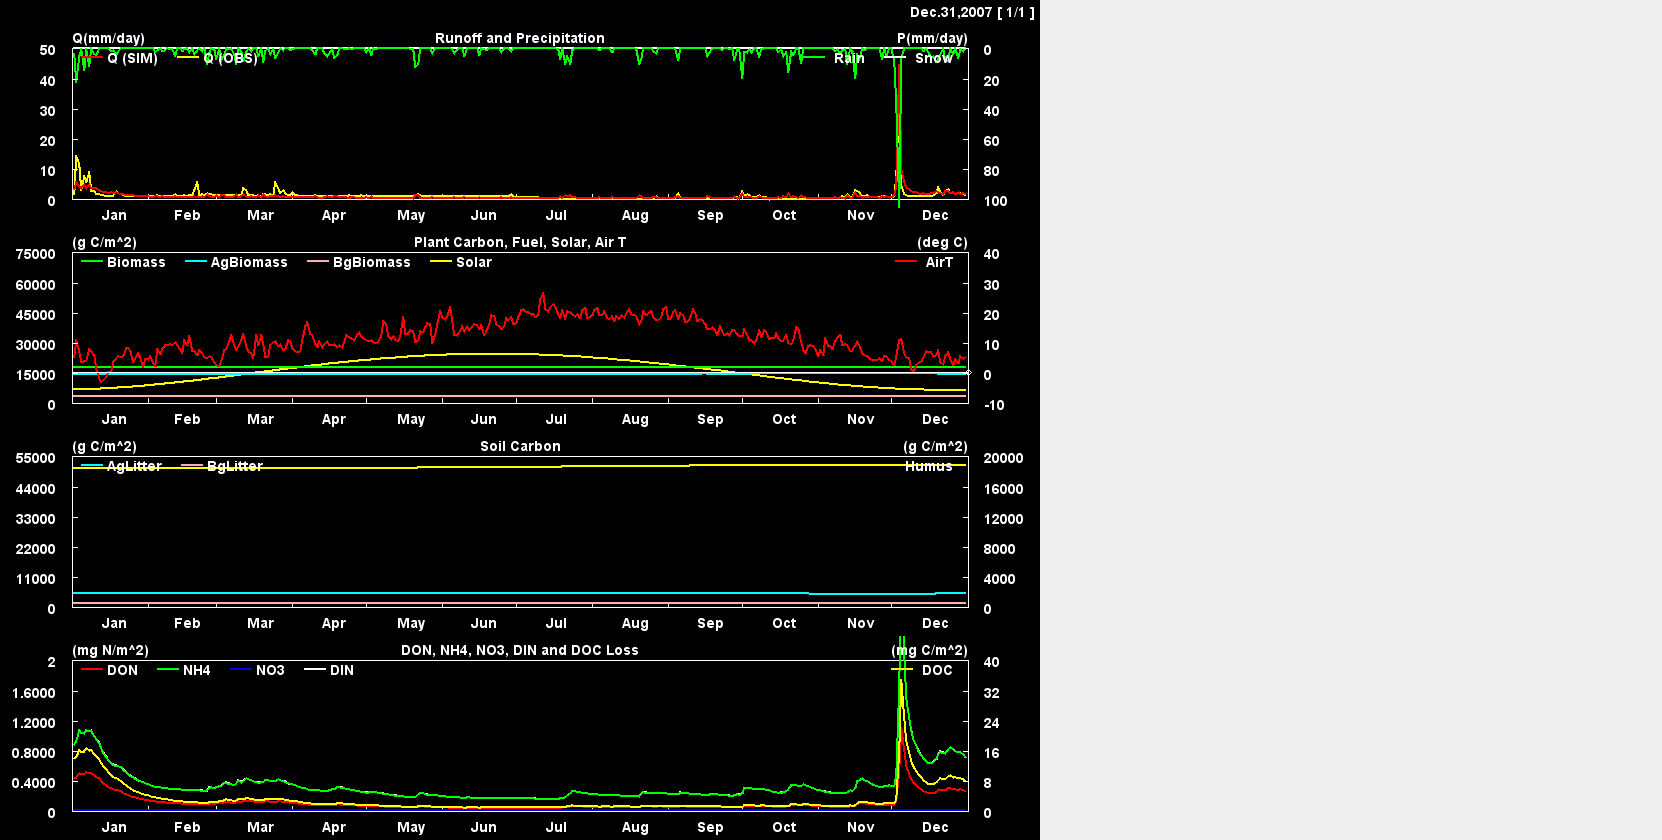 Dec.31,2007 [ 1/1 ]
Q(mm/day) Runoff and Precipitation P(mm/day)
50 0
Q (SIM) Q (OBS) Rain Snow
40 20
30 40
20 60
10 80
0 100
Jan Feb Mar Apr May Jun Jul Aug Sep Oct Nov Dec
(g C/m^2) Plant Carbon, Fuel, Solar, Air T (deg C)
75000 40
Biomass AgBiomass BgBiomass Solar AirT
60000 30
45000 20
30000 10
15000 0
0 -10
Jan Feb Mar Apr May Jun Jul Aug Sep Oct Nov Dec
(g C/m^2) Soil Carbon (g C/m^2)
55000 20000
AgLitter BgLitter Humus
44000 16000
33000 12000
22000 8000
11000 4000
0 0
Jan Feb Mar Apr May Jun Jul Aug Sep Oct Nov Dec
(mg N/m^2) DON, NH4, NO3, DIN and DOC Loss (mg C/m^2)
2 40
DON NH4 NO3 DIN DOC
1.6000 32
1.2000 24
0.8000 16
0.4000 8
0 0
Jan Feb Mar Apr May Jun Jul Aug Sep Oct Nov Dec